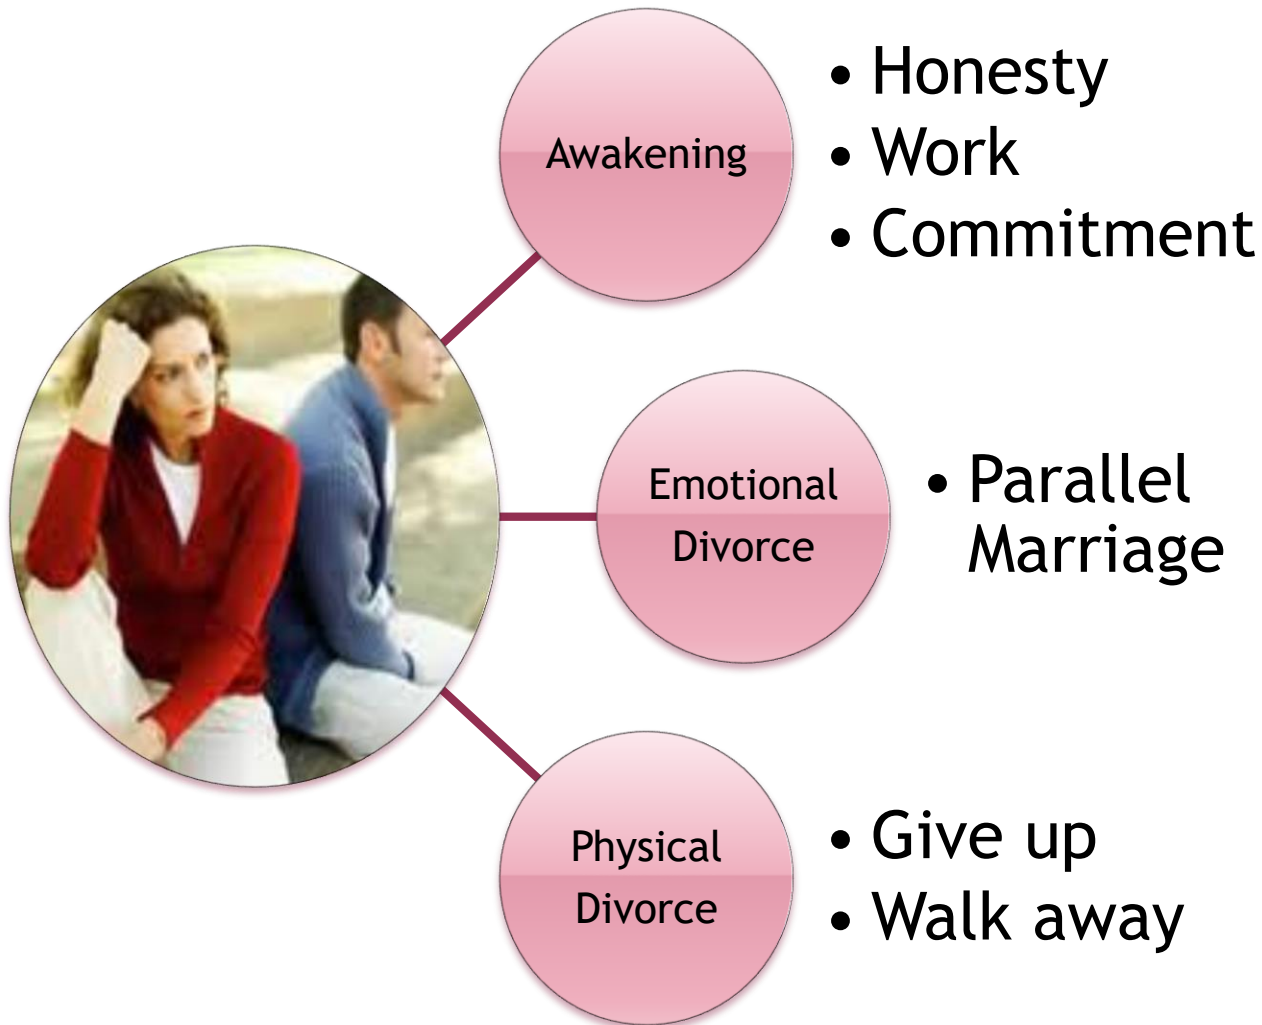 Awakening
• Honesty
• Work
• Commitment
Emotional
Divorce
• Parallel
Marriage
Physical
Divorce
• Give up
• Walk away